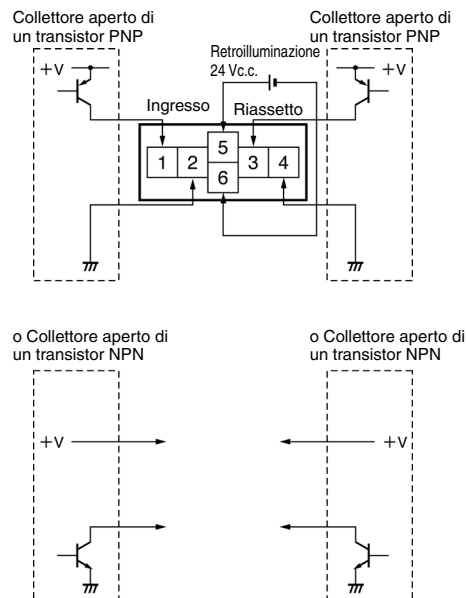 Collettore aperto di
un transistor PNP
Collettore aperto di
un transistor PNP
Retroilluminazione
24 Vc.c.
+V
+V
Ingresso
Riassetto
1
2
5
6
3
4
o Collettore aperto di
un transistor NPN
o Collettore aperto di
un transistor NPN
+V
+V